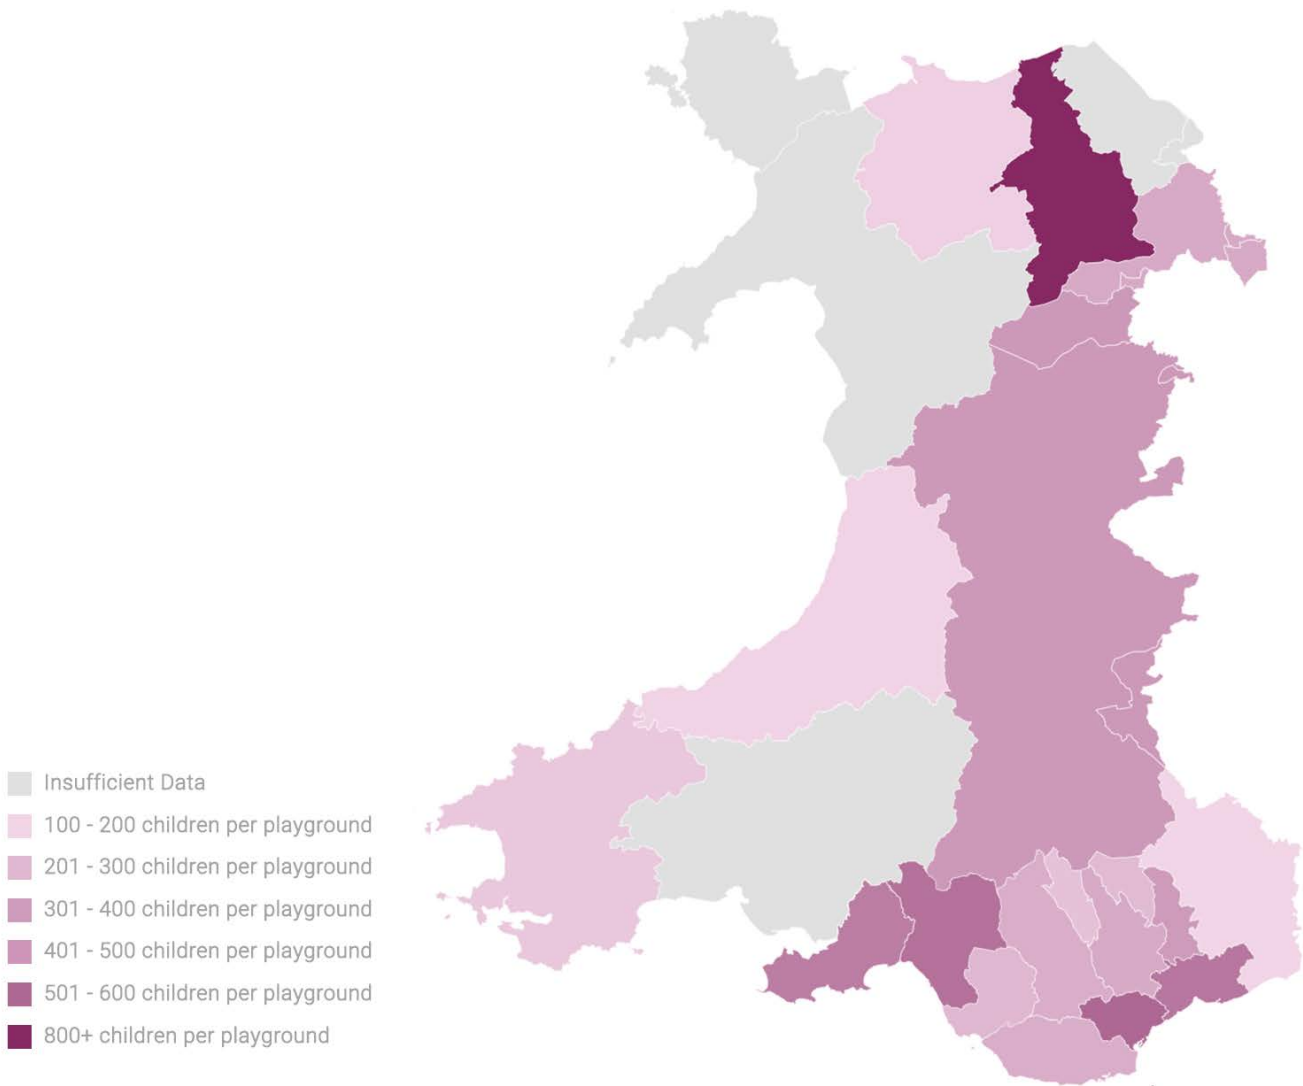 Insufficient Data
100 - 200 children per playground
201 - 300 children per playground
301 - 400 children per playground
401 - 500 children per playground
501 - 600 children per playground
800+ children per playground